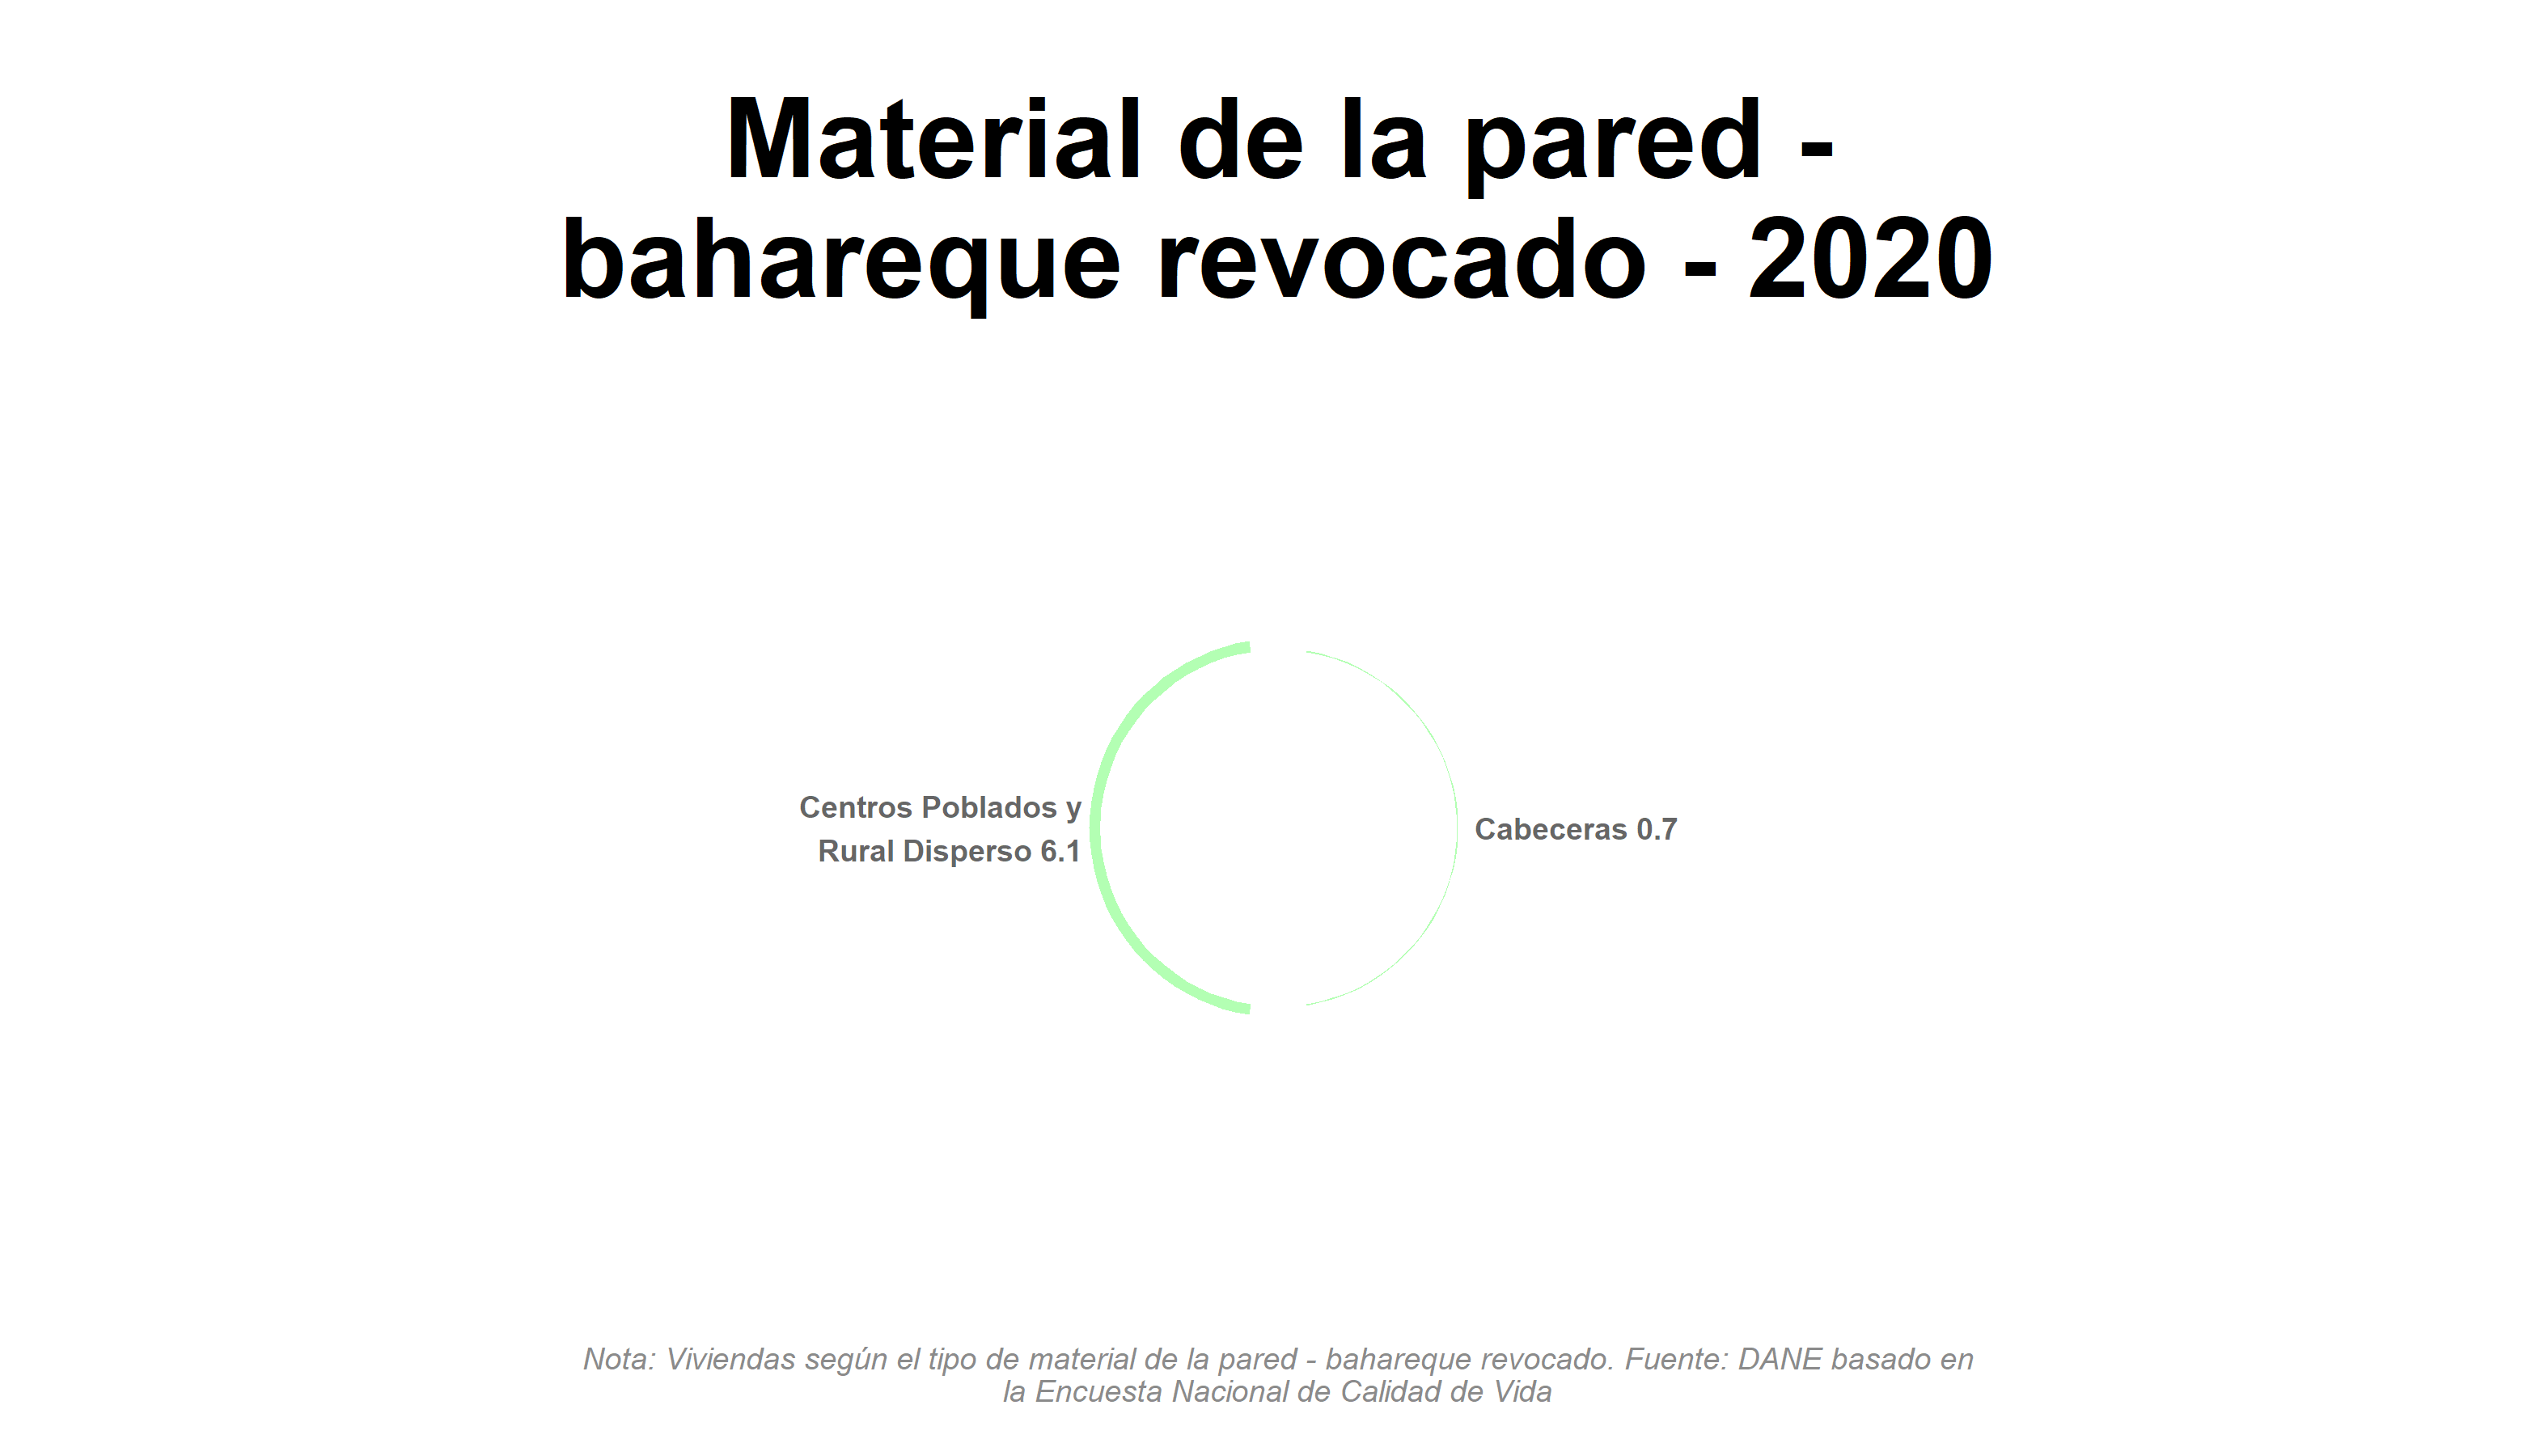 Material de la pared -
bahareque revocado - 2020
Centros Poblados y
Rural Disperso 6.1
Cabeceras 0.7
Nota: Viviendas según el tipo de material de la pared - bahareque revocado. Fuente: DANE basado en
la Encuesta Nacional de Calidad de Vida